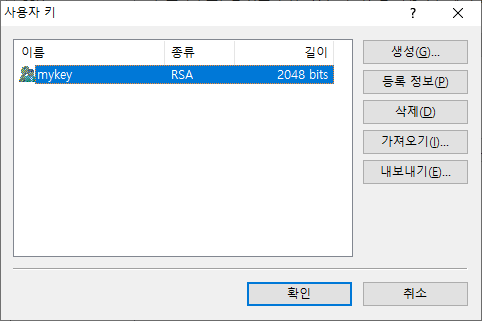 사용자 키
이름 종류 길이
mykey RSA 2048 bits
생성(G)...
등록 정보(P)
삭제(D)
가져오기(I)...
내보내기(E)...
확인 취소